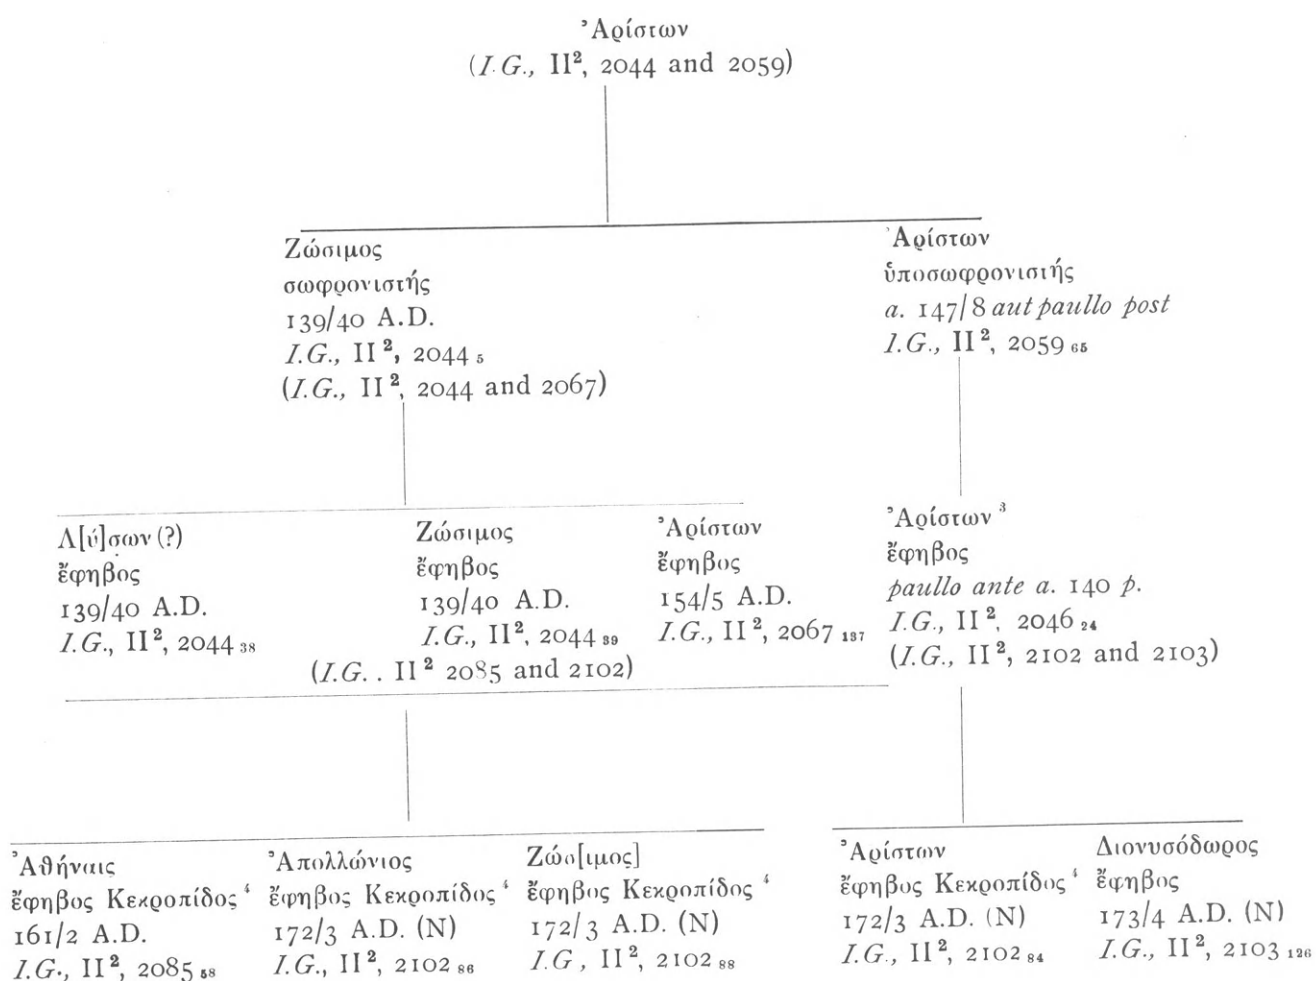 Ἀρίστων
(I.G., II², 2044 and 2059)
Ζώσιμος
σωφρονιστής
139/40 A.D.
I.G., II², 2044 5
(I.G., II², 2044 and 2067)
Ἀρίστων
ὑποσωφρονιστής
a. 147/8 aut paullo post
I.G., II², 2059 65
Λ[ύ]σων (?)
ἔφηβος
139/40 A.D.
I.G., II², 2044 38
Ζώσιμος
ἔφηβος
139/40 A.D.
I.G., II², 2044 39
(I.G.. II² 2085 and 2102)
Ἀρίστων
ἔφηβος
154/5 A.D.
I.G., II², 2067 137
Ἀρίστων ³
ἔφηβος
paullo ante a. 140 p.
I.G., II², 2046 24
(I.G., II², 2102 and 2103)
Ἀθήναις
ἔφηβος Κεκροπίδος ⁴
161/2 A.D.
I.G., II², 2085 58
Ἀπολλώνιος
ἔφηβος Κεκροπίδος ⁴
172/3 A.D. (N)
I.G., II², 2102 86
Ζώσ[ιμος]
ἔφηβος Κεκροπίδος ⁴
172/3 A.D. (N)
I.G , II², 2102 88
Ἀρίστων
ἔφηβος Κεκροπίδος ⁴
172/3 A.D. (N)
I.G., II², 2102 84
Διονυσόδωρος
ἔφηβος
173/4 A.D. (N)
I.G., II², 2103 126